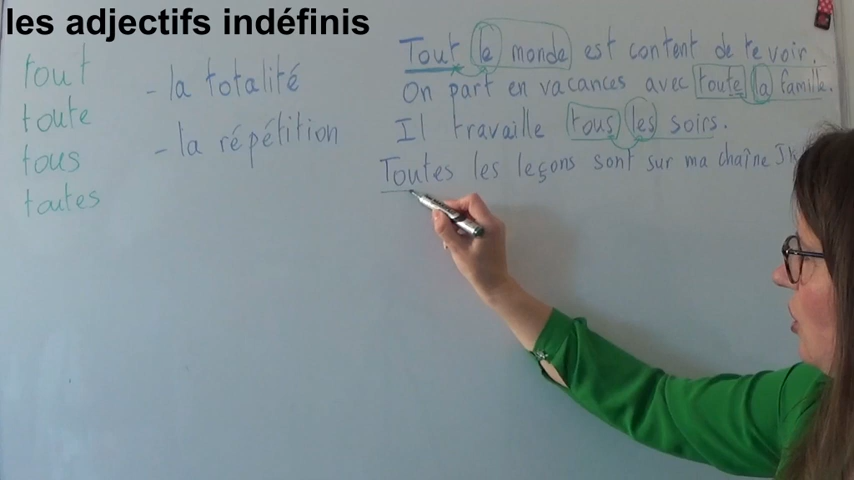 les adjectifs indéfinis
tout
toute
tous
toutes
- la totalité
- la répétition
Tout le monde est content de te voir.
On part en vacances avec toute la famille.
Il travaille tous les soirs.
Toutes les leçons sont sur ma chaîne